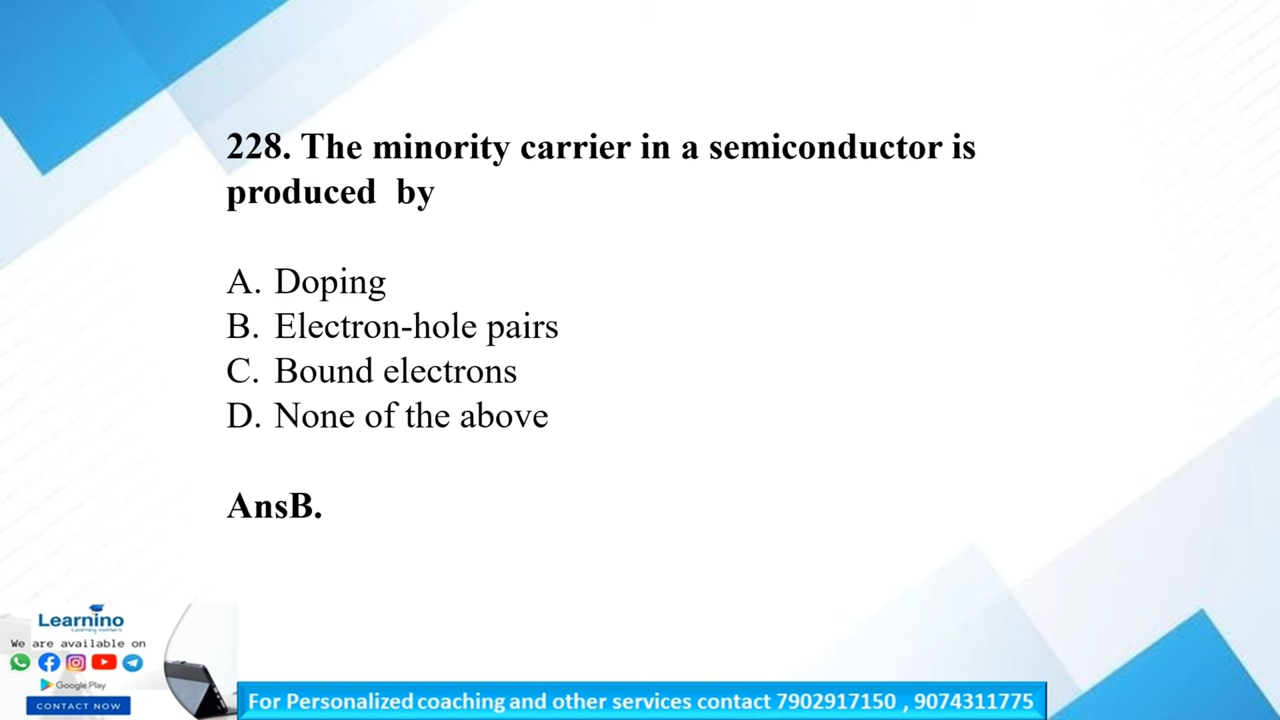 228. The minority carrier in a semiconductor is
produced by
A. Doping
B. Electron-hole pairs
C. Bound electrons
D. None of the above
AnsB.
Learnino
Learning matters
We are available on
Google Play
CONTACT NOW
For Personalized coaching and other services contact 7902917150 , 9074311775